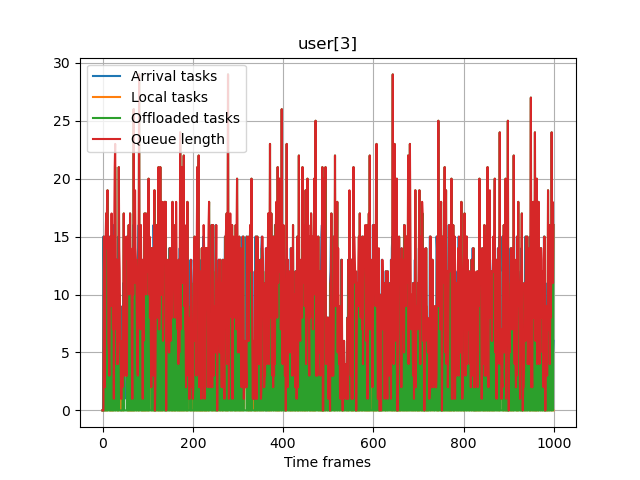 user[3]
30
25
20
15
10
5
0
Arrival tasks
Local tasks
Offloaded tasks
Queue length
0 200 400 600 800 1000
Time frames